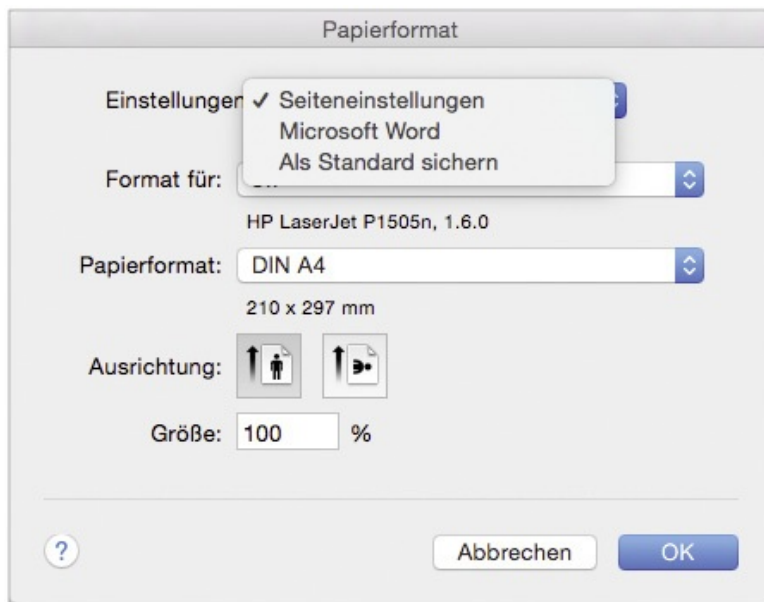 Papierformat
Einstellungen
✓ Seiteneinstellungen
Microsoft Word
Als Standard sichern
Format für:
HP LaserJet P1505n, 1.6.0
Papierformat: DIN A4
210 x 297 mm
Ausrichtung:
Größe: 100 %
? Abbrechen OK